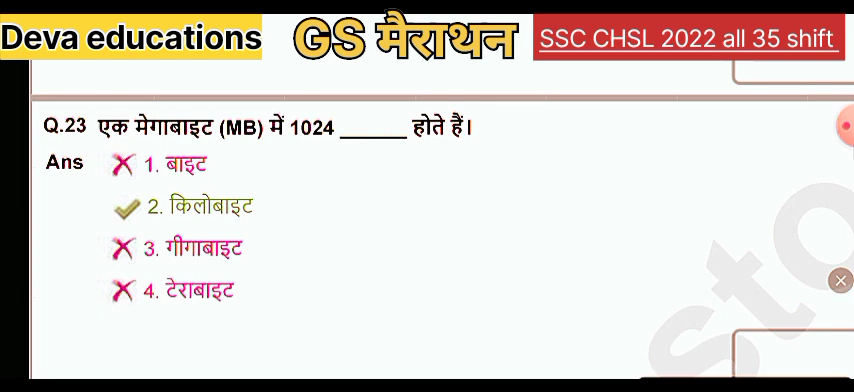 Deva educations GS मैराथन SSC CHSL 2022 all 35 shift
Q.23 एक मेगाबाइट (MB) में 1024 ______ होते हैं।
Ans 1. बाइट
2. किलोबाइट
3. गीगाबाइट
4. टेराबाइट
sto